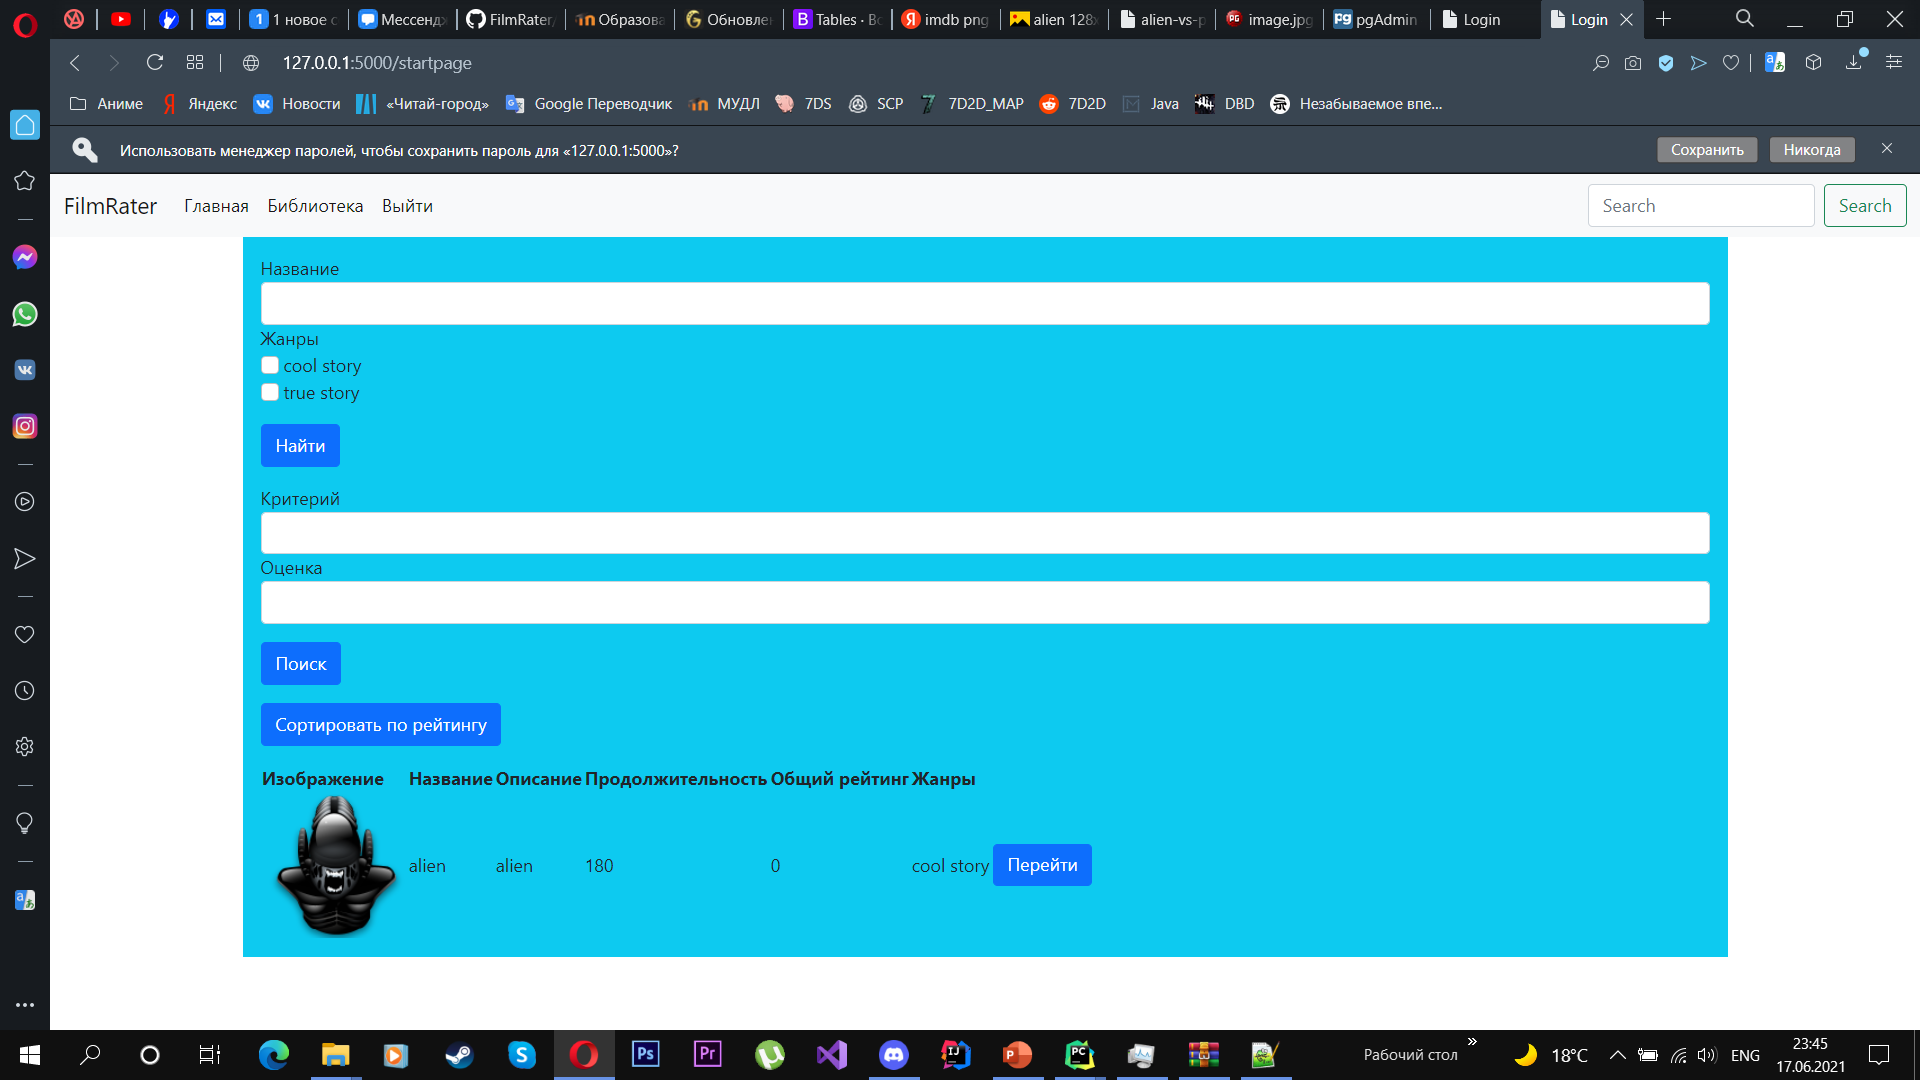 1 новое с
Мессендж
FilmRater/
Образова
Обновлен
Tables · Bo
imdb png
alien 128x
alien-vs-p
image.jpg
pgAdmin
Login
Login
127.0.0.1:5000/startpage
Аниме
Яндекс
Новости
«Читай-город»
Google Переводчик
МУДЛ
7DS
SCP
7D2D_MAP
7D2D
Java
DBD
Незабываемое впе...
Использовать менеджер паролей, чтобы сохранить пароль для «127.0.0.1:5000»?
Сохранить
Никогда
FilmRater
Главная
Библиотека
Выйти
Search
Search
Название
Жанры
cool story
true story
Найти
Критерий
Оценка
Поиск
Сортировать по рейтингу
Изображение Название Описание Продолжительность Общий рейтинг Жанры
alien alien 180 0 cool story Перейти
Рабочий стол
18°C
ENG
23:45
17.06.2021